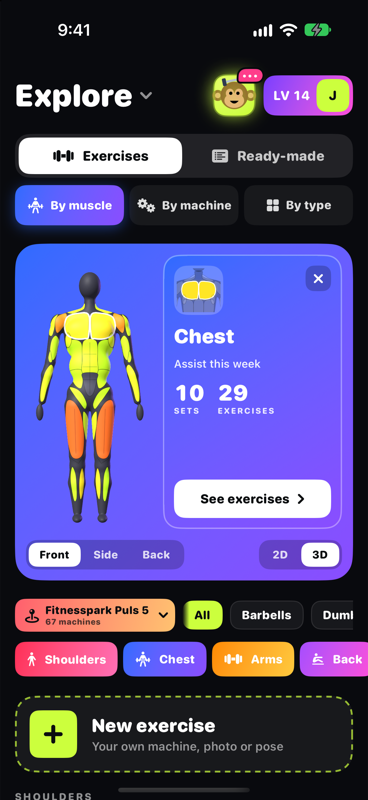 9:41
Explore
LV 14
J
Exercises
Ready-made
By muscle
By machine
By type
Chest
Assist this week
10 29
SETS EXERCISES
See exercises
Front
Side
Back
2D
3D
Fitnesspark Puls 5
67 machines
All
Barbells
Duml
Shoulders
Chest
Arms
Back
New exercise
Your own machine, photo or pose
SHOULDERS